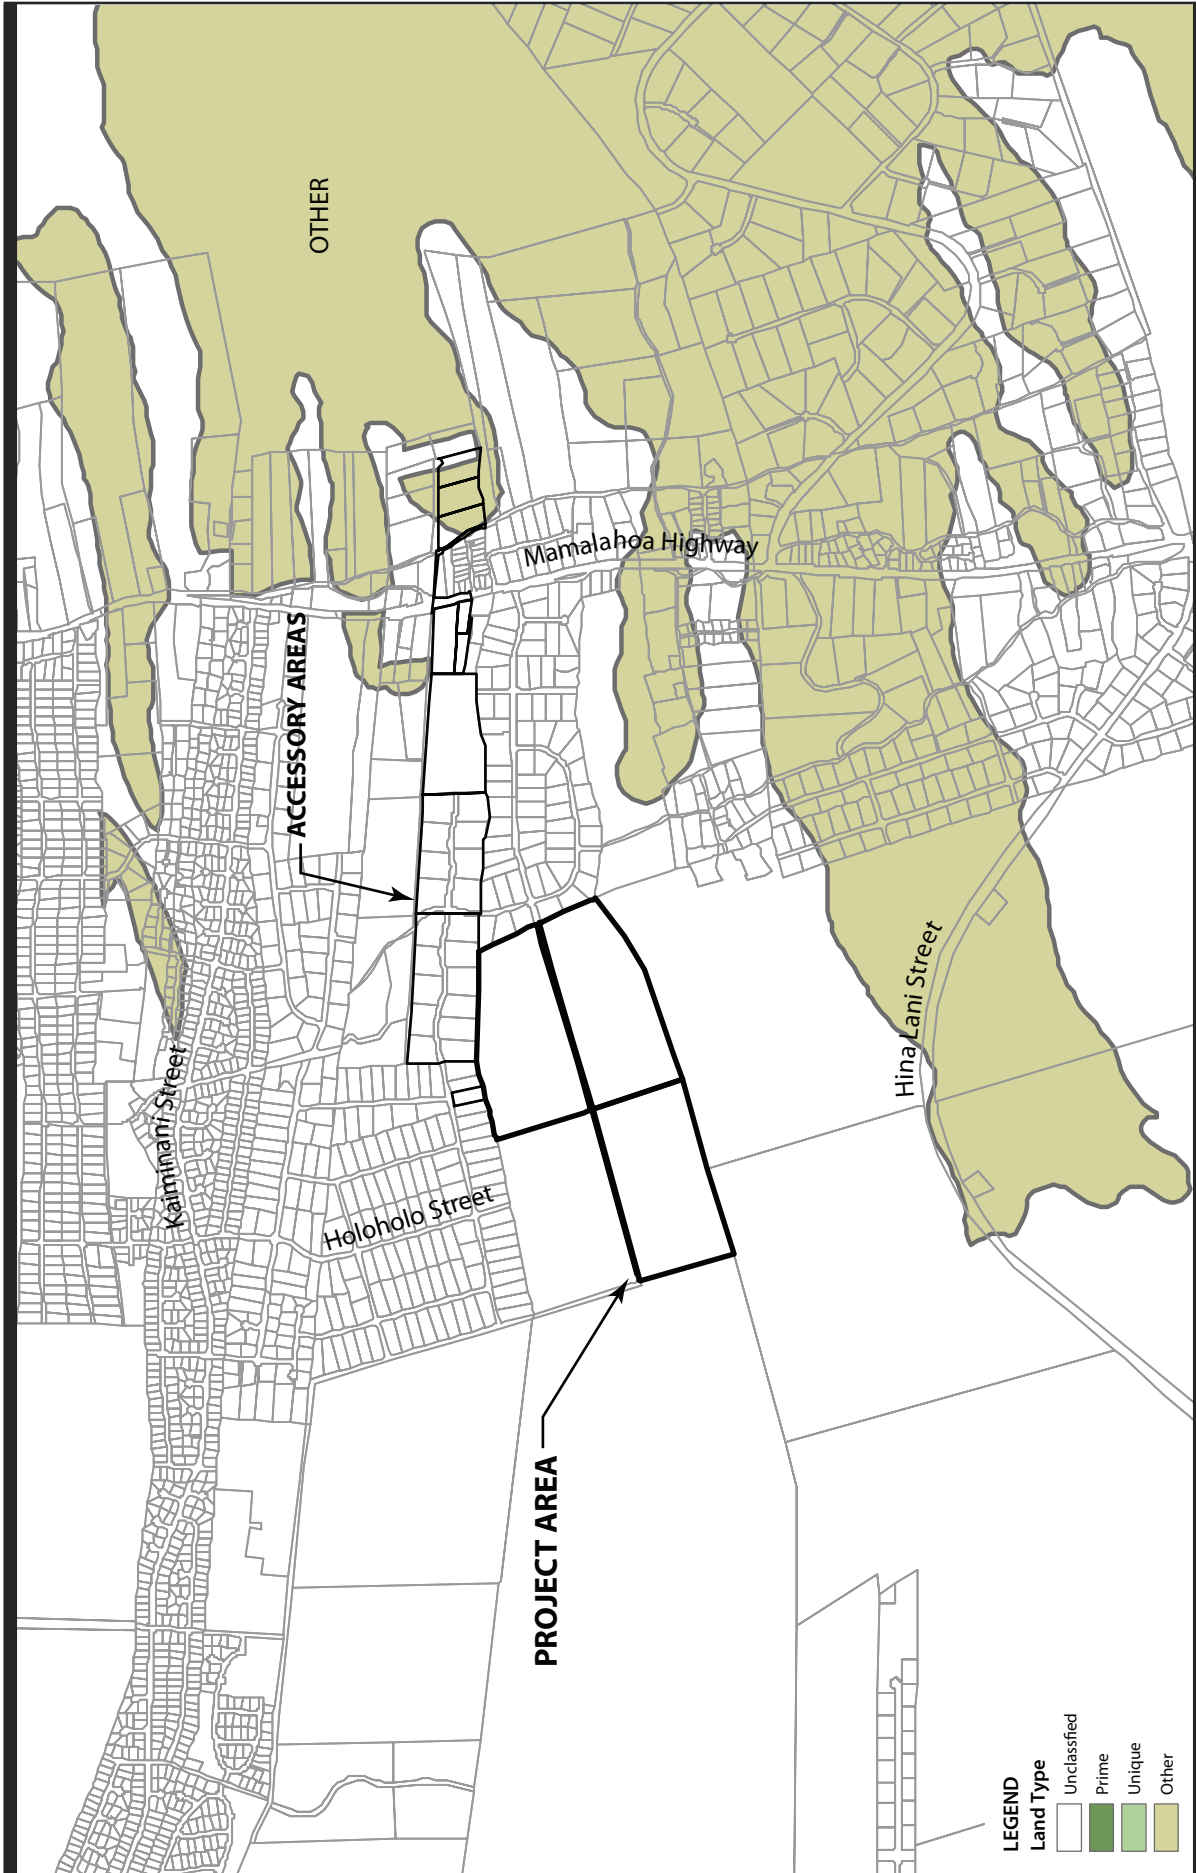 OTHER
Mamalahoa Highway
ACCESSORY AREAS
Kaiminani Street
Hina Lani Street
Holoholo Street
PROJECT AREA
LEGEND
Land Type
Unclassfied
Prime
Unique
Other